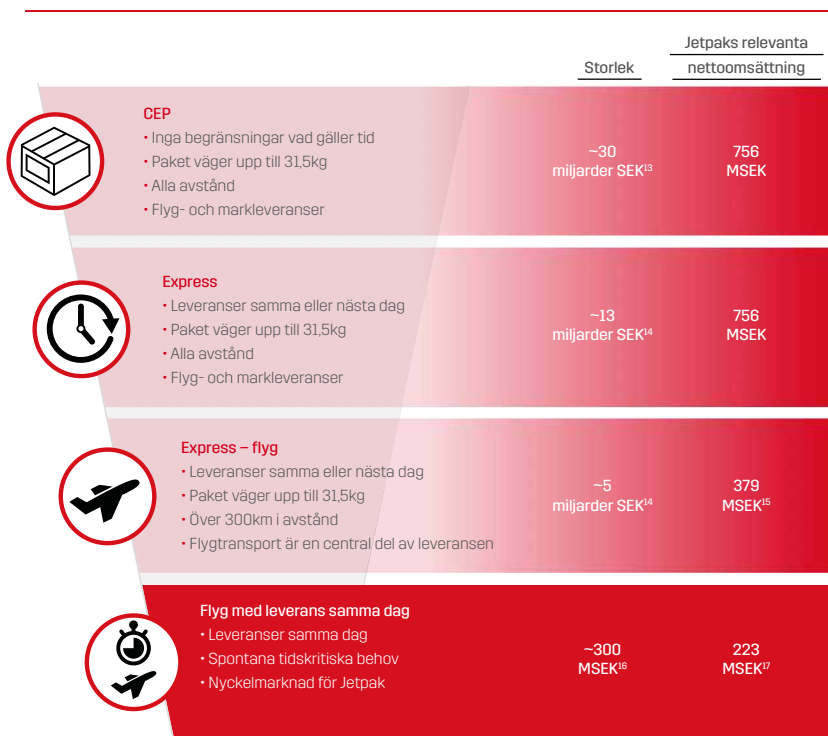 Jetpaks relevanta
Storlek nettoomsättning
CEP
• Inga begränsningar vad gäller tid
• Paket väger upp till 31,5kg
• Alla avstånd
• Flyg- och markleveranser
~30
miljarder SEK13
756
MSEK
Express
• Leveranser samma eller nästa dag
• Paket väger upp till 31,5kg
• Alla avstånd
• Flyg- och markleveranser
~13
miljarder SEK14
756
MSEK
Express – flyg
• Leveranser samma eller nästa dag
• Paket väger upp till 31,5kg
• Över 300km i avstånd
• Flygtransport är en central del av leveransen
~5
miljarder SEK14
379
MSEK15
Flyg med leverans samma dag
• Leveranser samma dag
• Spontana tidskritiska behov
• Nyckelmarknad för Jetpak
~300
MSEK16
223
MSEK17